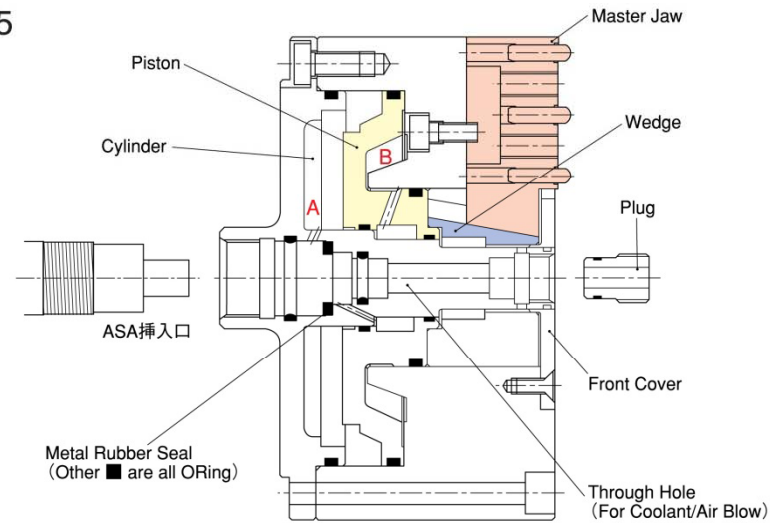 5
Master Jaw
Piston
Wedge
Cylinder
B
A
Plug
ASA挿入口
Front Cover
Metal Rubber Seal
（Other ■ are all ORing）
Through Hole
（For Coolant/Air Blow）